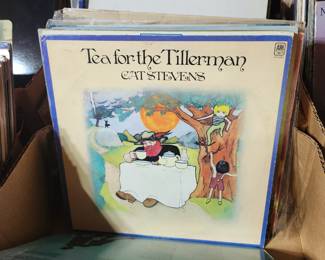 Tea for the Tillerman
CAT STEVENS
A&M